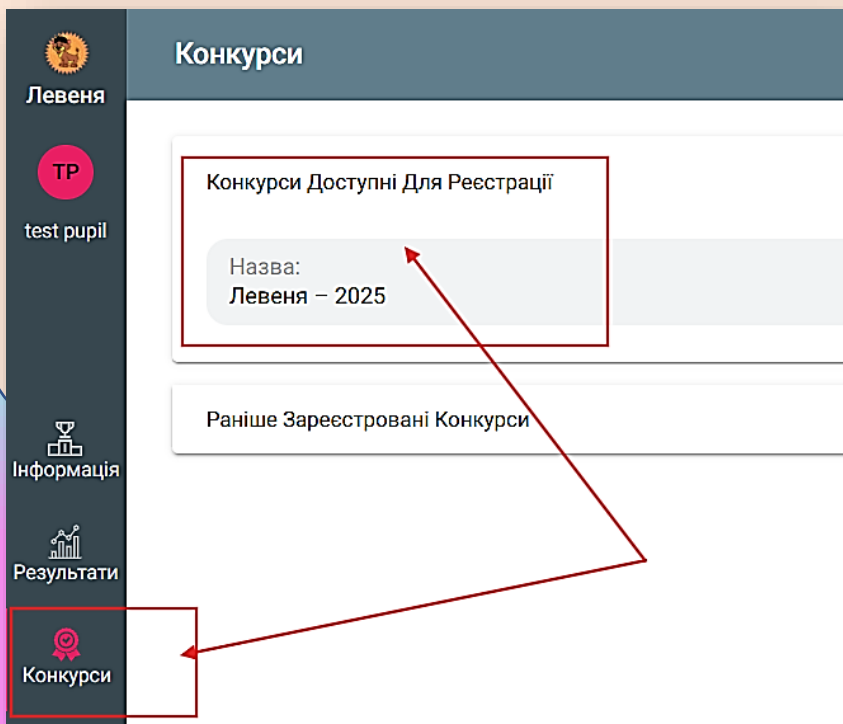 Левеня
TP
test pupil
Інформація
Результати
Конкурси
Конкурси
Конкурси Доступні Для Реєстрації
Назва:
Левеня – 2025
Раніше Зареєстровані Конкурси